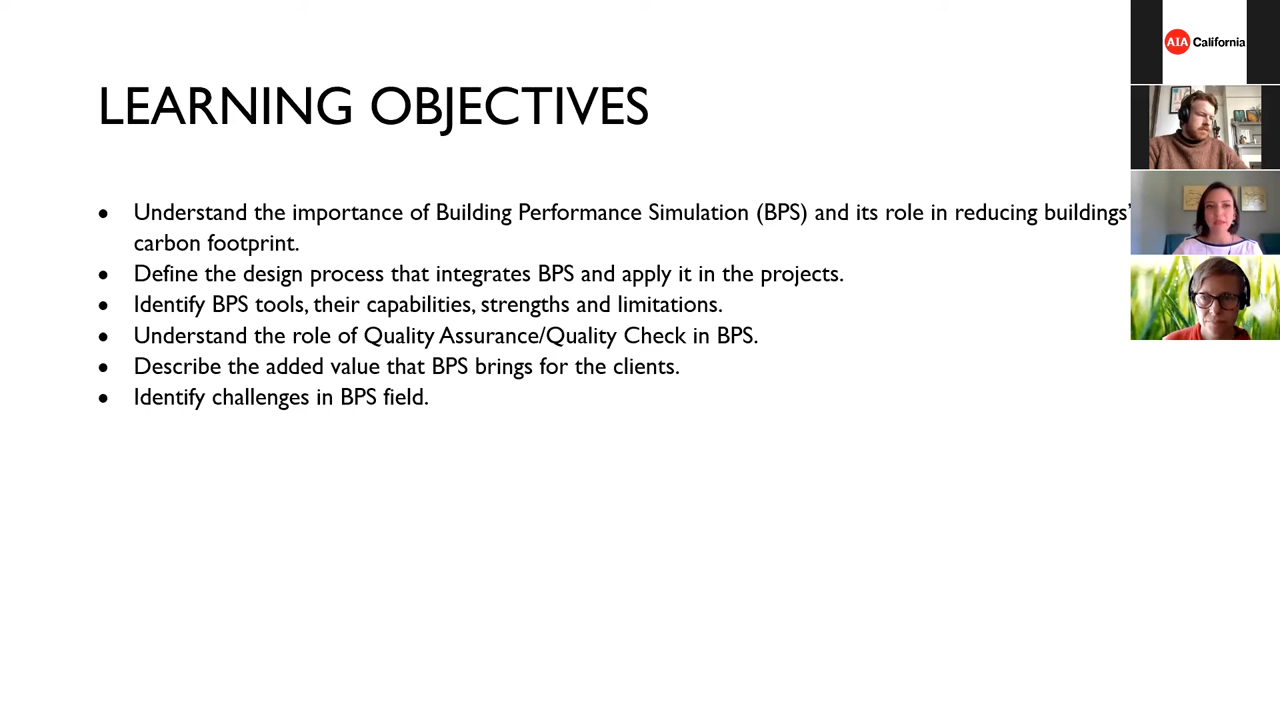 AIA California
LEARNING OBJECTIVES
• Understand the importance of Building Performance Simulation (BPS) and its role in reducing buildings'
carbon footprint.
• Define the design process that integrates BPS and apply it in the projects.
• Identify BPS tools, their capabilities, strengths and limitations.
• Understand the role of Quality Assurance/Quality Check in BPS.
• Describe the added value that BPS brings for the clients.
• Identify challenges in BPS field.